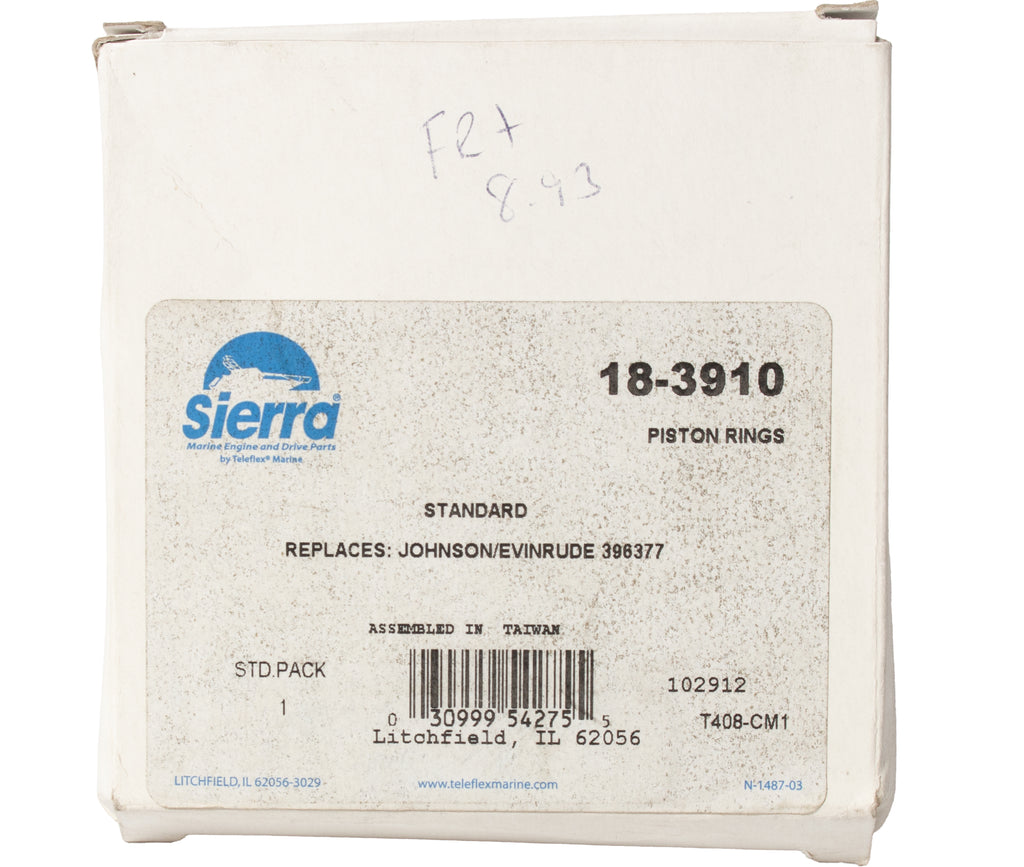 FRT
8.93
18-3910
Sierra®
Marine Engine and Drive Parts
by Teleflex® Marine
PISTON RINGS
STANDARD
REPLACES: JOHNSON/EVINRUDE 396377
ASSEMBLED IN TAIWAN
STD.PACK
1
102912
0 30999 54275 5
T408-CM1
Litchfield, IL 62056
LITCHFIELD, IL 62056-3029
www.teleflexmarine.com
N-1487-03